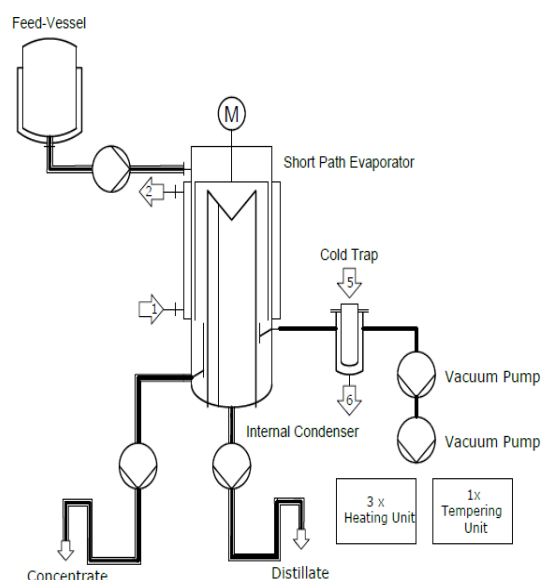 Feed-Vessel
M
Short Path Evaporator
2
Cold Trap
5
1
Vacuum Pump
6
Internal Condenser
Vacuum Pump
3 x
Heating Unit
1x
Tempering
Unit
Concentrate
Distillate